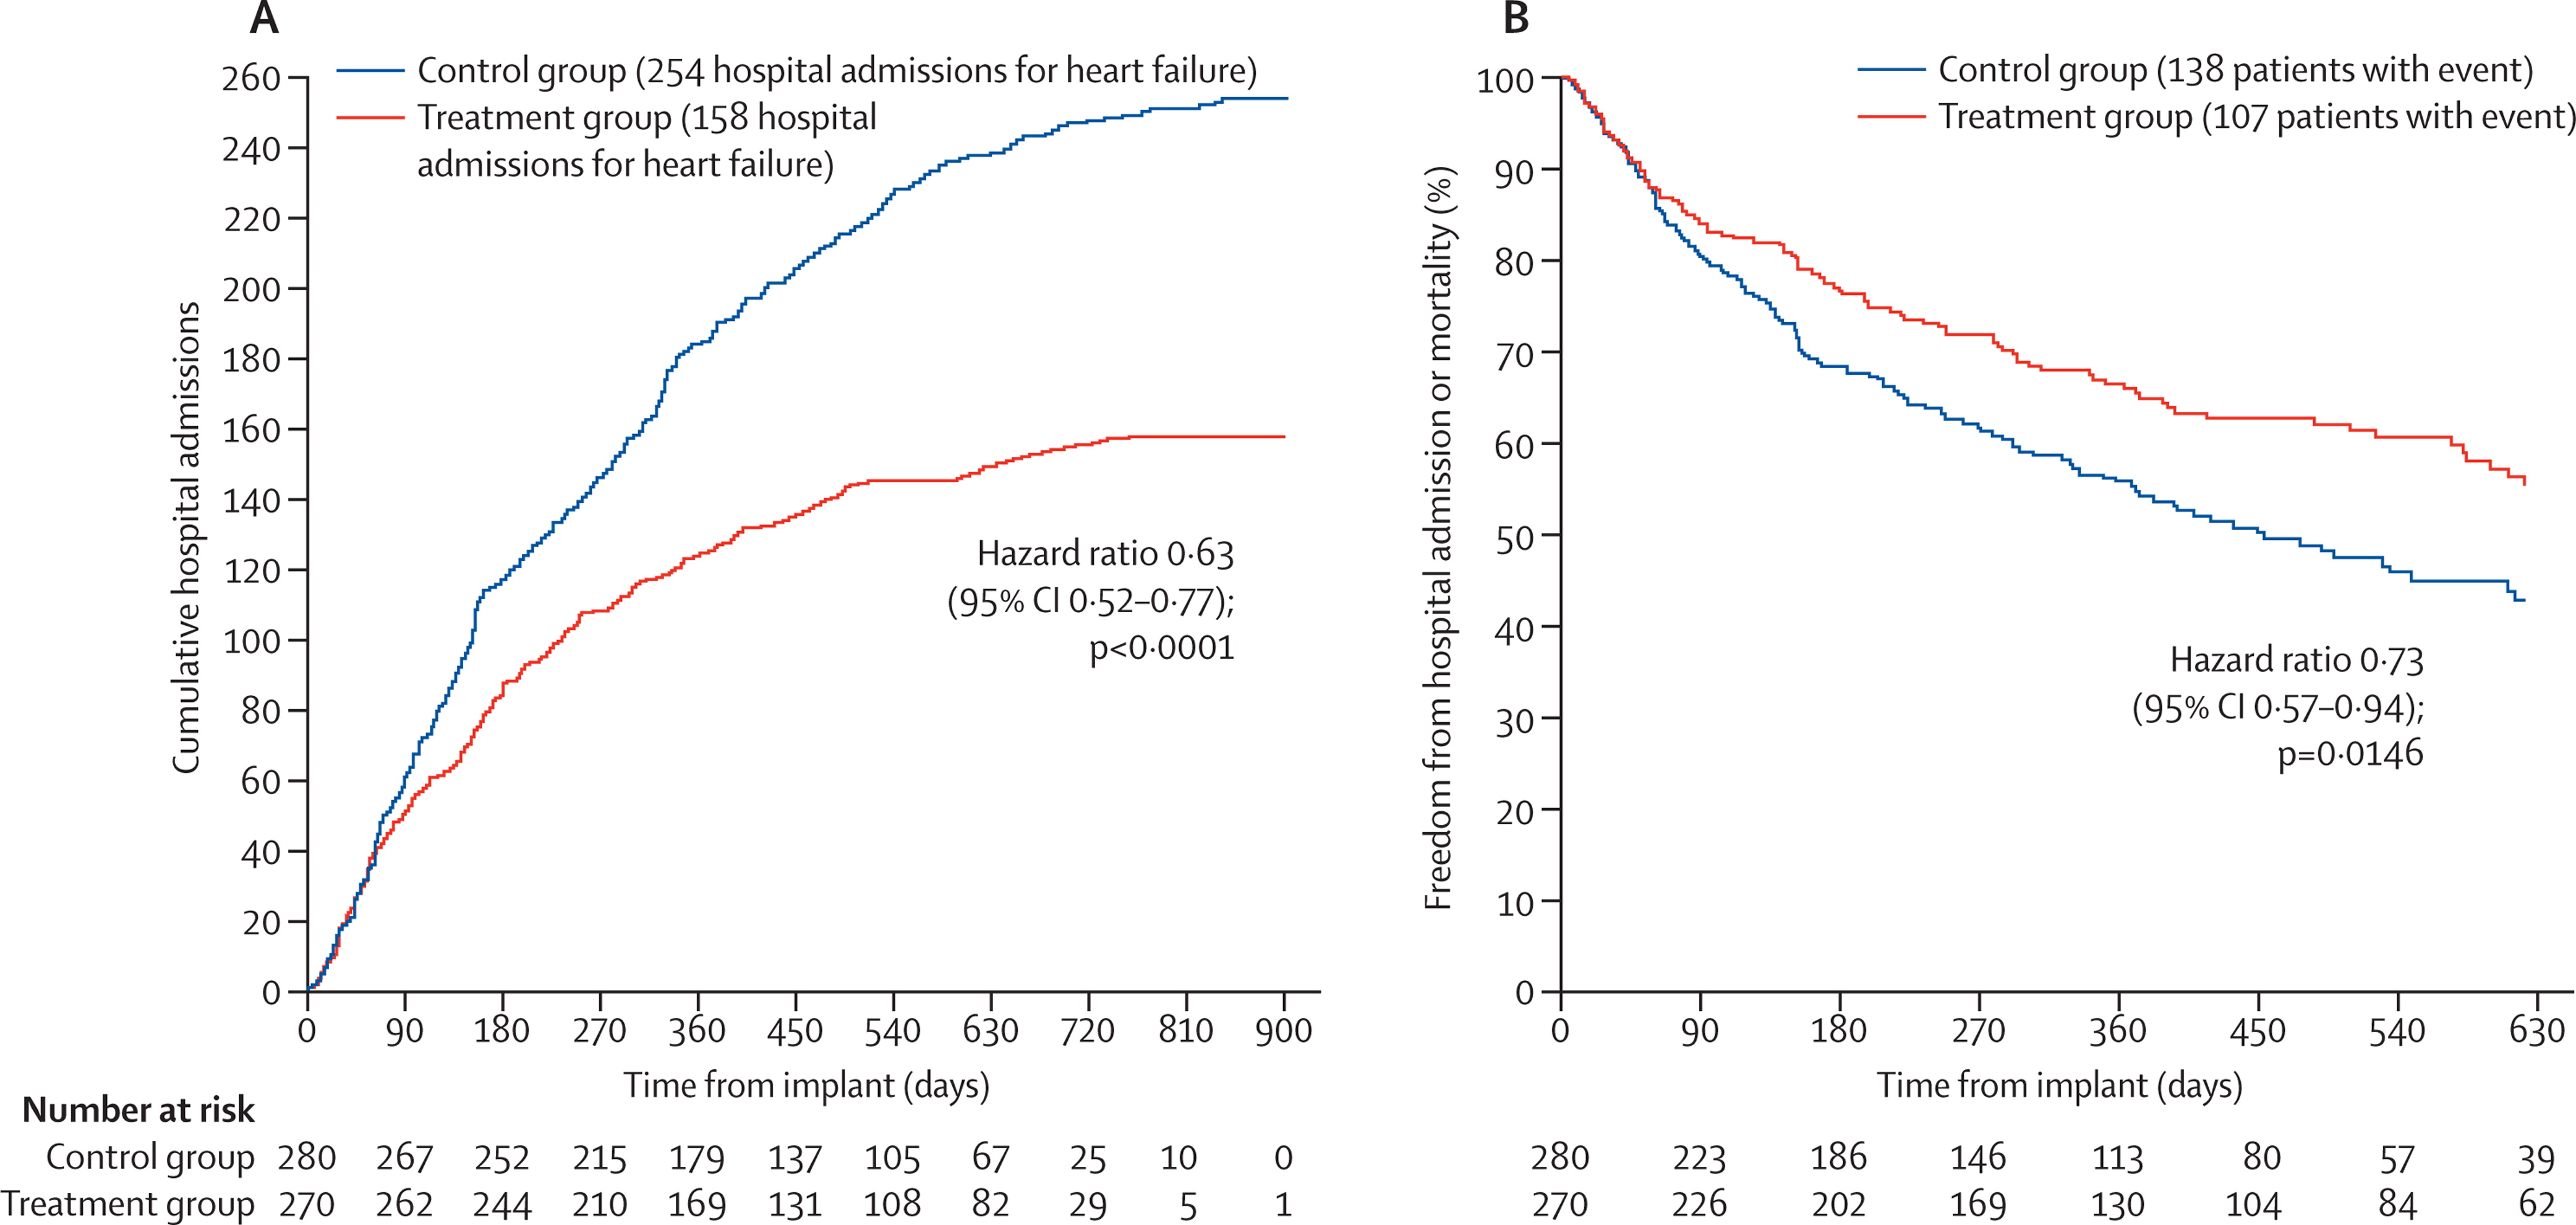 A
Control group (254 hospital admissions for heart failure)
Treatment group (158 hospital
admissions for heart failure)
260
240
220
200
180
160
140
120
100
80
60
40
20
0
Cumulative hospital admissions
Hazard ratio 0·63
(95% CI 0·52–0·77);
p<0·0001
0 90 180 270 360 450 540 630 720 810 900
Time from implant (days)
Number at risk
Control group 280 267 252 215 179 137 105 67 25 10 0
Treatment group 270 262 244 210 169 131 108 82 29 5 1
B
Control group (138 patients with event)
Treatment group (107 patients with event)
100
90
80
70
60
50
40
30
20
10
0
Freedom from hospital admission or mortality (%)
Hazard ratio 0·73
(95% CI 0·57–0·94);
p=0·0146
0 90 180 270 360 450 540 630
Time from implant (days)
280 223 186 146 113 80 57 39
270 226 202 169 130 104 84 62